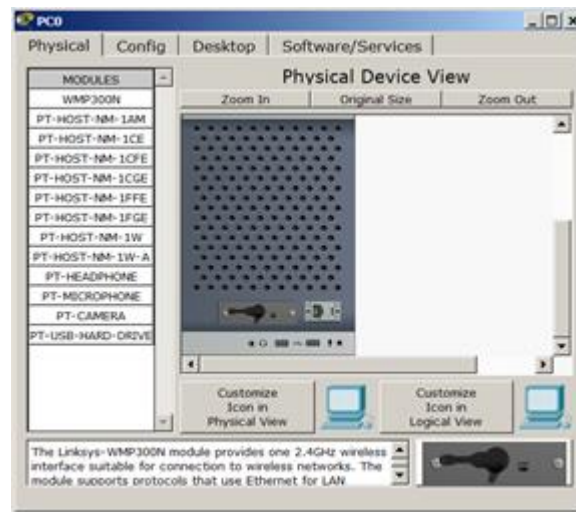 PC0
Physical Config Desktop Software/Services
MODULES
WMP300N
PT-HOST-NM-1AM
PT-HOST-NM-1CE
PT-HOST-NM-1CFE
PT-HOST-NM-1CGE
PT-HOST-NM-1FFE
PT-HOST-NM-1FGE
PT-HOST-NM-1W
PT-HOST-NM-1W-A
PT-HEADPHONE
PT-MICROPHONE
PT-CAMERA
PT-USB-HARD-DRIVE
Physical Device View
Zoom In Original Size Zoom Out
Customize
Icon in
Physical View
Customize
Icon in
Logical View
The Linksys-WMP300N module provides one 2.4GHz wireless
interface suitable for connection to wireless networks. The
module supports protocols that use Ethernet for LAN